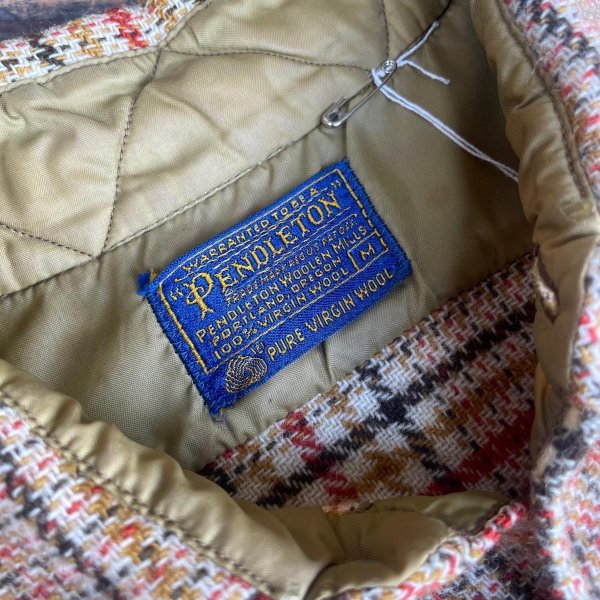 WARRANTED TO BE A
"PENDLETON"
TRADE MARK REG. U.S. PAT. OFF.
PENDLETON WOOLEN MILLS
PORTLAND, OREGON
100% VIRGIN WOOL
M
PURE VIRGIN WOOL